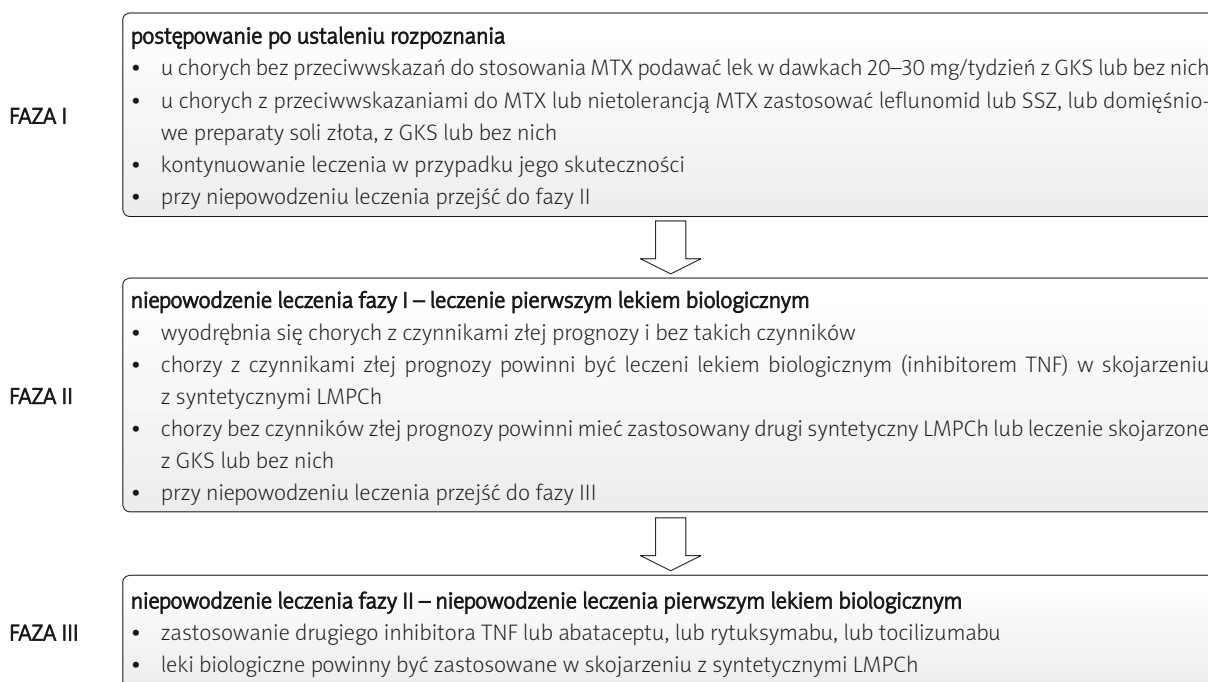 postępowanie po ustaleniu rozpoznania
• u chorych bez przeciwwskazań do stosowania MTX podawać lek w dawkach 20–30 mg/tydzień z GKS lub bez nich
FAZA I
• u chorych z przeciwwskazaniami do MTX lub nietolerancją MTX zastosować leflunomid lub SSZ, lub domięśnio-
we preparaty soli złota, z GKS lub bez nich
• kontynuowanie leczenia w przypadku jego skuteczności
• przy niepowodzeniu leczenia przejść do fazy II
niepowodzenie leczenia fazy I – leczenie pierwszym lekiem biologicznym
• wyodrębnia się chorych z czynnikami złej prognozy i bez takich czynników
• chorzy z czynnikami złej prognozy powinni być leczeni lekiem biologicznym (inhibitorem TNF) w skojarzeniu
FAZA II
z syntetycznymi LMPCh
• chorzy bez czynników złej prognozy powinni mieć zastosowany drugi syntetyczny LMPCh lub leczenie skojarzone
z GKS lub bez nich
• przy niepowodzeniu leczenia przejść do fazy III
niepowodzenie leczenia fazy II – niepowodzenie leczenia pierwszym lekiem biologicznym
FAZA III
• zastosowanie drugiego inhibitora TNF lub abataceptu, lub rytuksymabu, lub tocilizumabu
• leki biologiczne powinny być zastosowane w skojarzeniu z syntetycznymi LMPCh